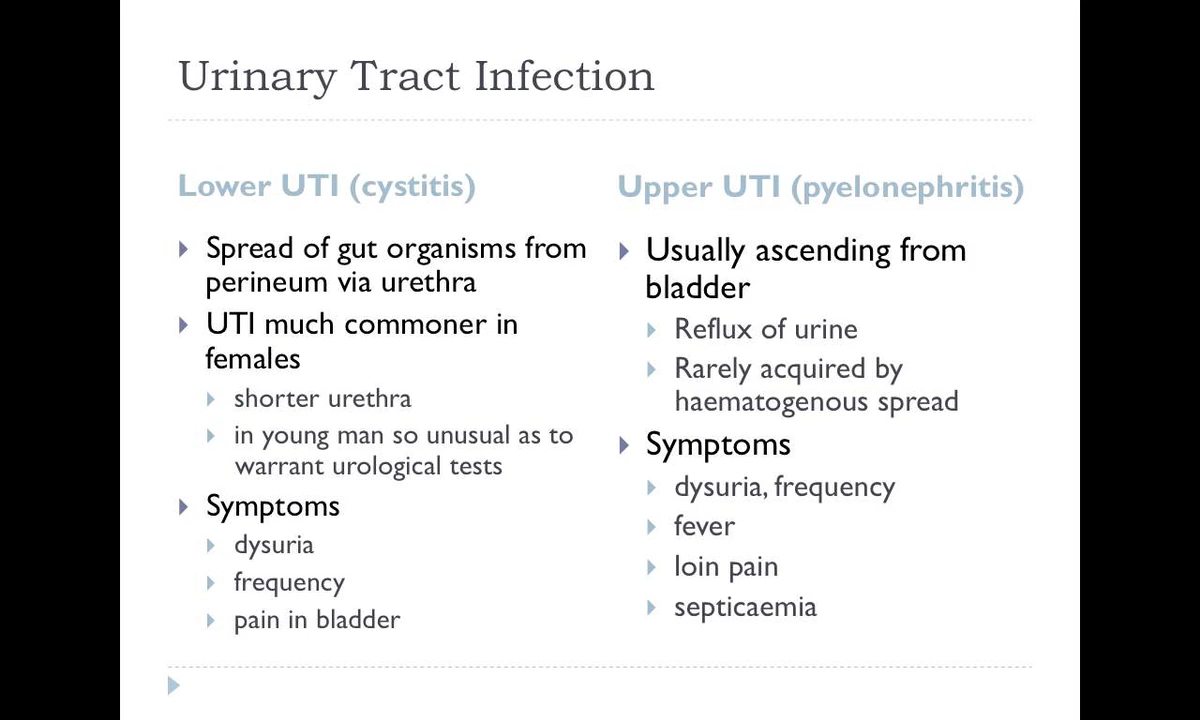 Urinary Tract Infection
Lower UTI (cystitis)
Spread of gut organisms from
perineum via urethra
UTI much commoner in
females
shorter urethra
in young man so unusual as to
warrant urological tests
Symptoms
dysuria
frequency
pain in bladder
Upper UTI (pyelonephritis)
Usually ascending from
bladder
Reflux of urine
Rarely acquired by
haematogenous spread
Symptoms
dysuria, frequency
fever
loin pain
septicaemia